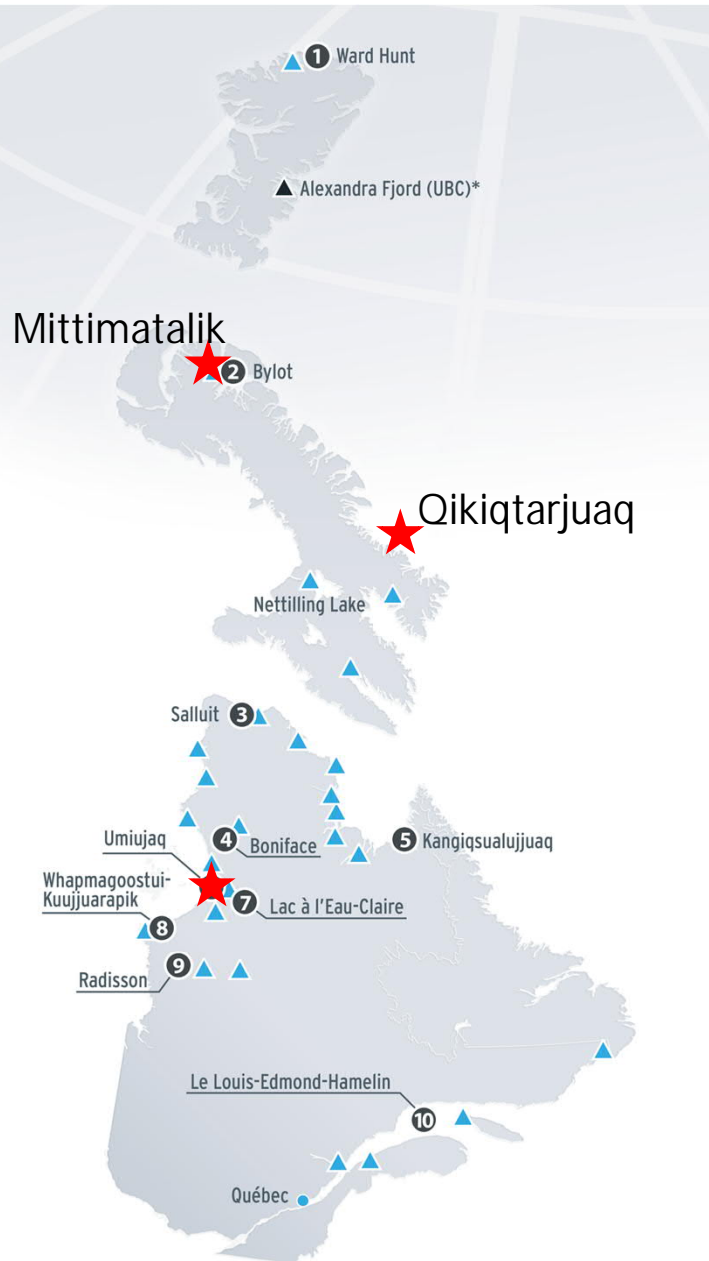 1 Ward Hunt
Alexandra Fjord (UBC)*
Mittimatalik
2 Bylot
Qikiqtarjuaq
Nettilling Lake
Salluit 3
Umiujaq
4 Boniface
5 Kangiqsualujjuaq
Whapmagoostui-
Kuujjuarapik
7 Lac à l'Eau-Claire
8
Radisson 9
Le Louis-Edmond-Hamelin
10
Québec